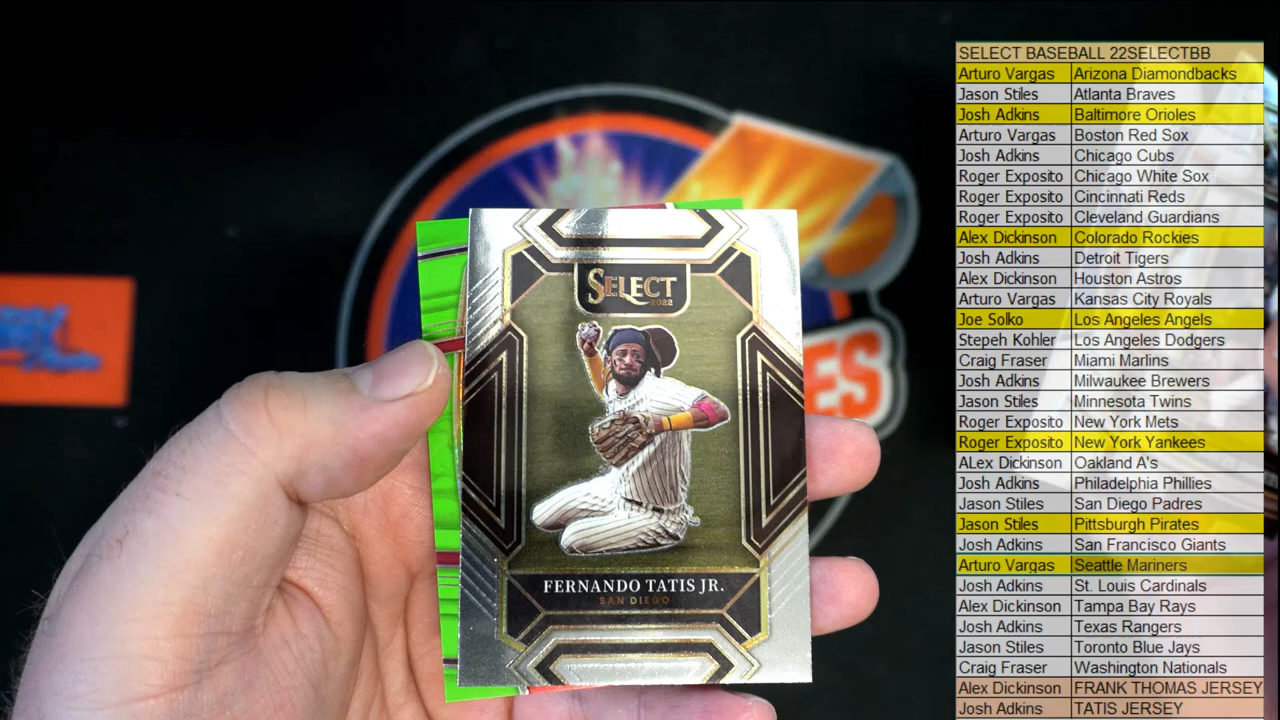 SELECT
2022
FERNANDO TATIS JR.
SAN DIEGO
ES
SELECT BASEBALL 22SELECTBB
Arturo Vargas Arizona Diamondbacks
Jason Stiles Atlanta Braves
Josh Adkins Baltimore Orioles
Arturo Vargas Boston Red Sox
Josh Adkins Chicago Cubs
Roger Exposito Chicago White Sox
Roger Exposito Cincinnati Reds
Roger Exposito Cleveland Guardians
Alex Dickinson Colorado Rockies
Josh Adkins Detroit Tigers
Alex Dickinson Houston Astros
Arturo Vargas Kansas City Royals
Joe Solko Los Angeles Angels
Stepeh Kohler Los Angeles Dodgers
Craig Fraser Miami Marlins
Josh Adkins Milwaukee Brewers
Jason Stiles Minnesota Twins
Roger Exposito New York Mets
Roger Exposito New York Yankees
ALex Dickinson Oakland A's
Josh Adkins Philadelphia Phillies
Jason Stiles San Diego Padres
Jason Stiles Pittsburgh Pirates
Josh Adkins San Francisco Giants
Arturo Vargas Seattle Mariners
Josh Adkins St. Louis Cardinals
Alex Dickinson Tampa Bay Rays
Josh Adkins Texas Rangers
Jason Stiles Toronto Blue Jays
Craig Fraser Washington Nationals
Alex Dickinson FRANK THOMAS JERSEY
Josh Adkins TATIS JERSEY